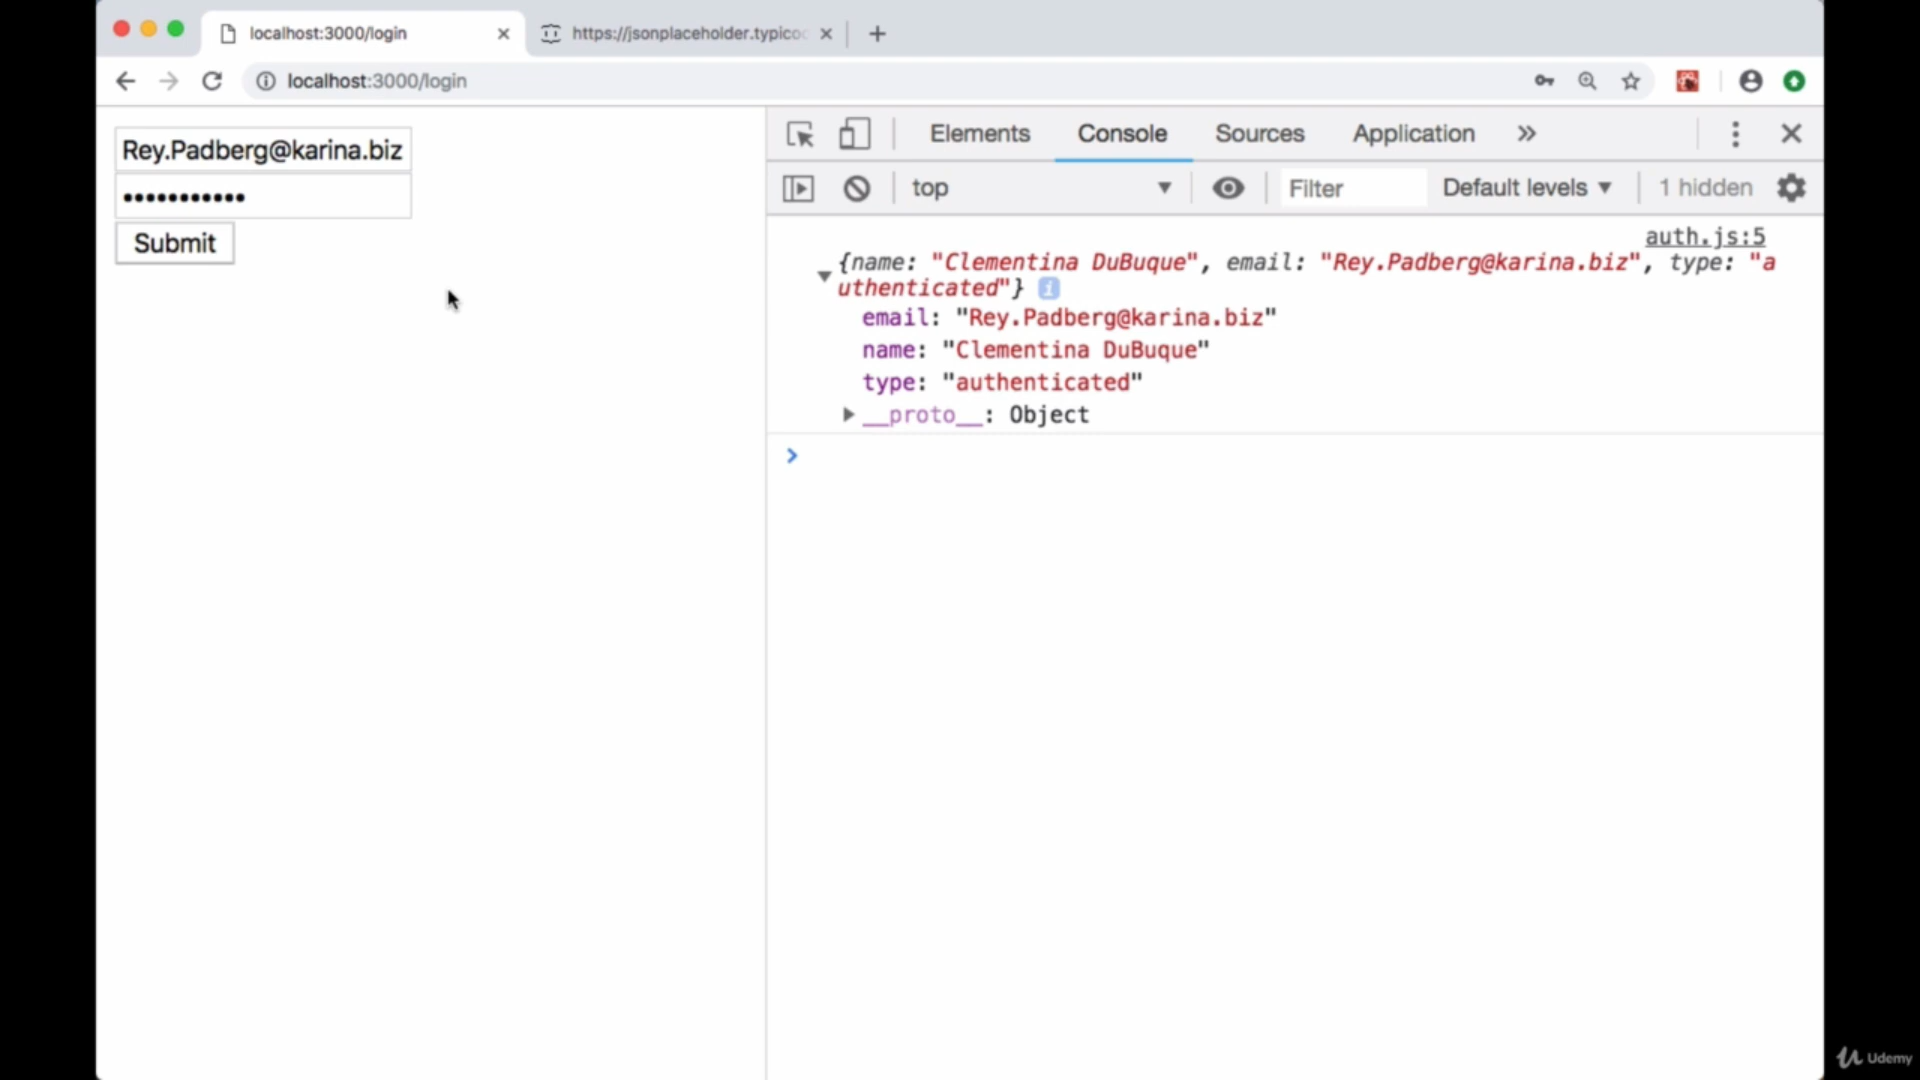 localhost:3000/login
https://jsonplaceholder.typico
localhost:3000/login
Rey.Padberg@karina.biz
•••••••••••
Submit
Elements Console Sources Application »
top Filter Default levels ▼ 1 hidden
auth.js:5
{name: "Clementina DuBuque", email: "Rey.Padberg@karina.biz", type: "a
uthenticated"} i
email: "Rey.Padberg@karina.biz"
name: "Clementina DuBuque"
type: "authenticated"
__proto__: Object
Udemy